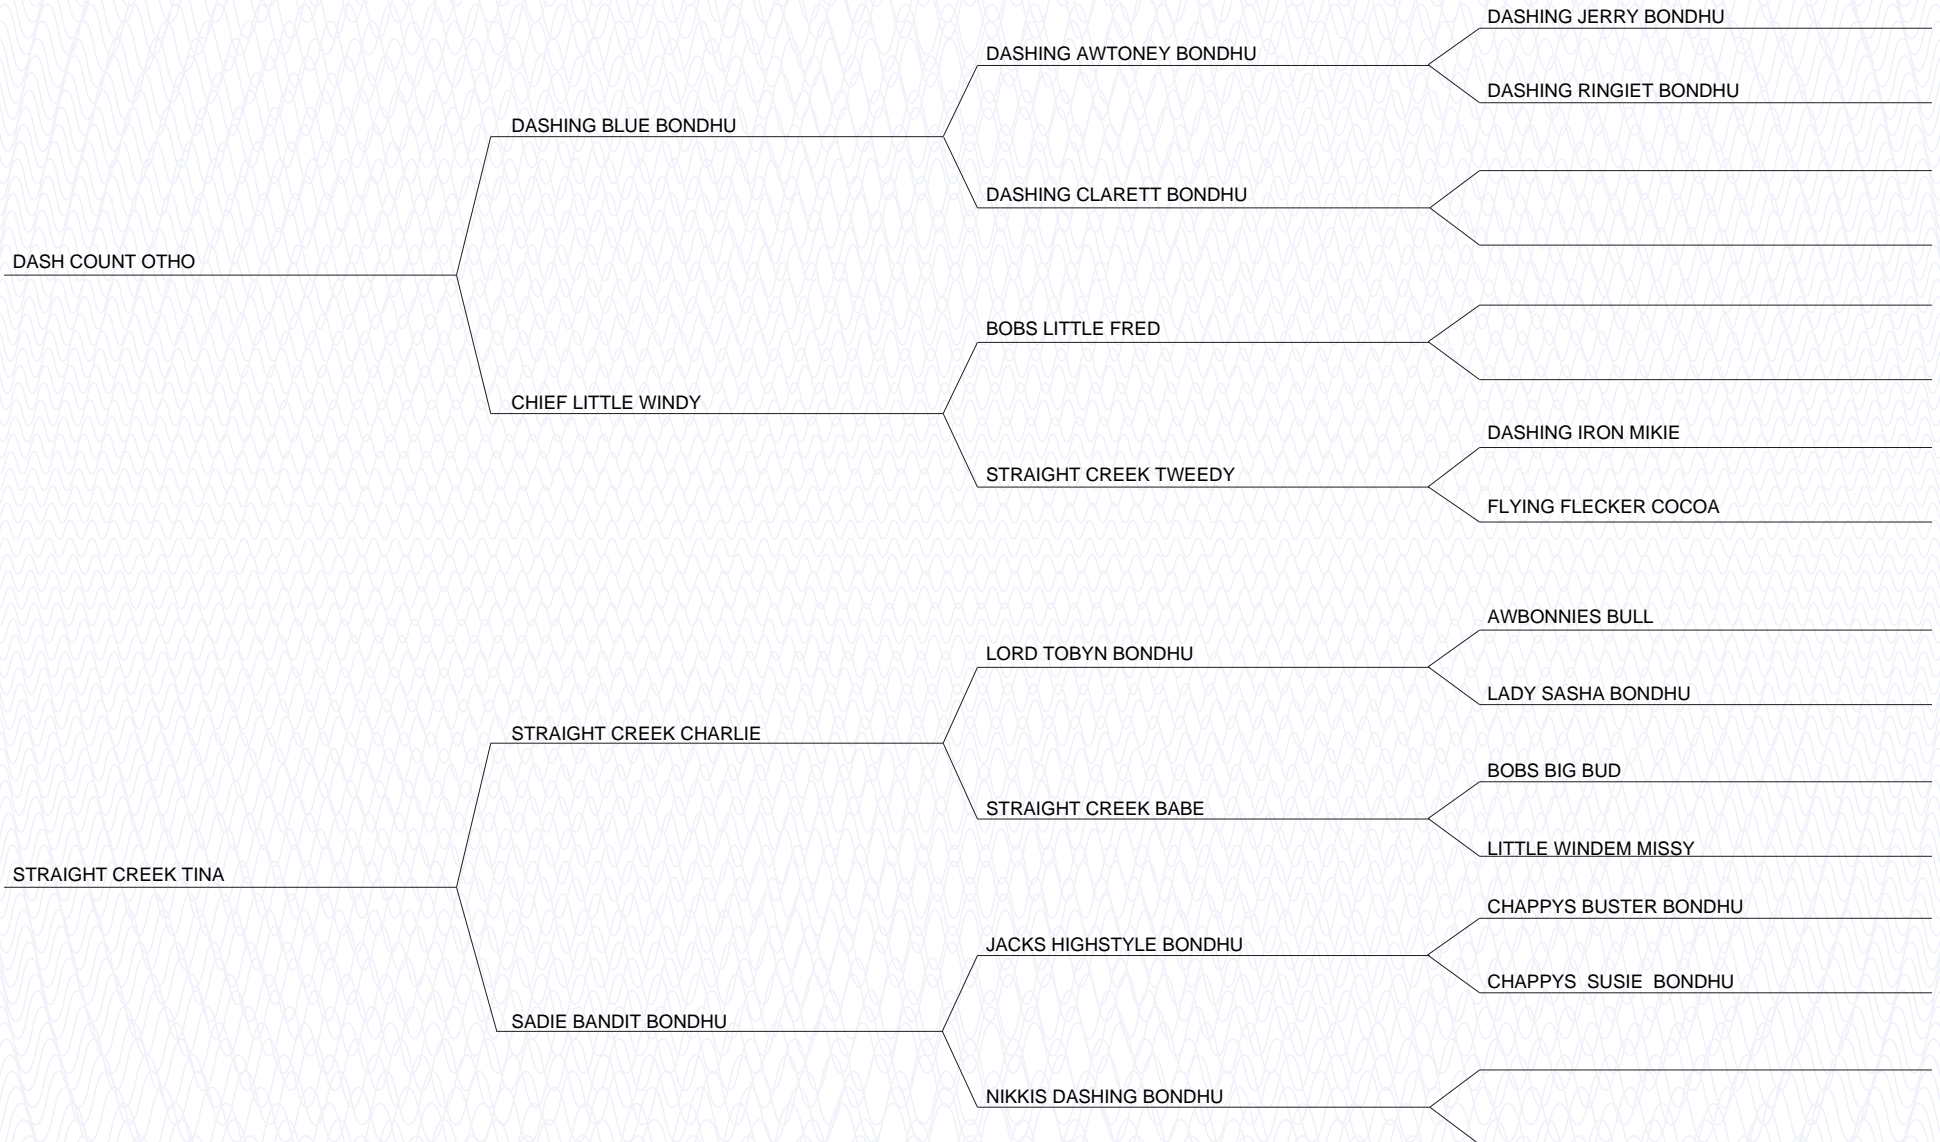 DASHING JERRY BONDHU
DASHING AWTONEY BONDHU
DASHING RINGIET BONDHU
DASHING BLUE BONDHU
DASHING CLARETT BONDHU
DASH COUNT OTHO
BOBS LITTLE FRED
CHIEF LITTLE WINDY
DASHING IRON MIKIE
STRAIGHT CREEK TWEEDY
FLYING FLECKER COCOA
AWBONNIES BULL
LORD TOBYN BONDHU
LADY SASHA BONDHU
STRAIGHT CREEK CHARLIE
BOBS BIG BUD
STRAIGHT CREEK BABE
LITTLE WINDEM MISSY
STRAIGHT CREEK TINA
CHAPPYS BUSTER BONDHU
JACKS HIGHSTYLE BONDHU
CHAPPYS  SUSIE  BONDHU
SADIE BANDIT BONDHU
NIKKIS DASHING BONDHU